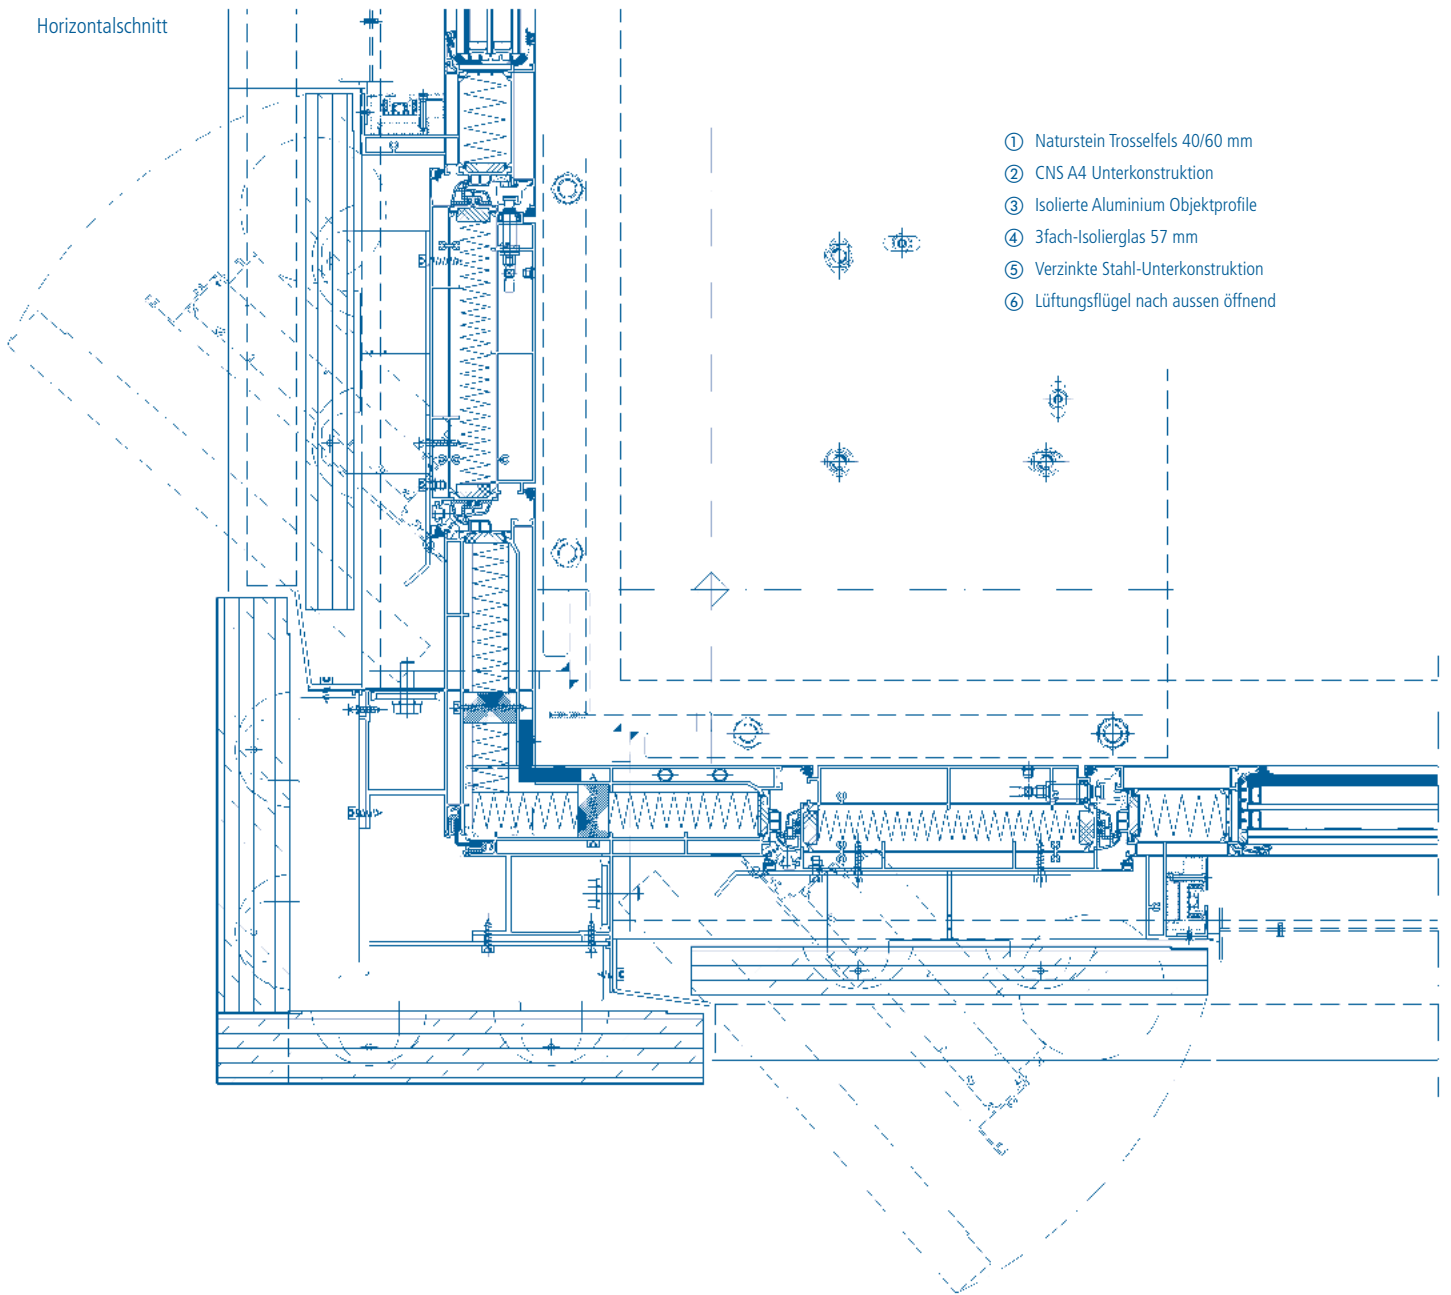 Horizontalschnitt
① Naturstein Trosselfels 40/60 mm
② CNS A4 Unterkonstruktion
③ Isolierte Aluminium Objektprofile
④ 3fach-Isolierglas 57 mm
⑤ Verzinkte Stahl-Unterkonstruktion
⑥ Lüftungsflügel nach aussen öffnend